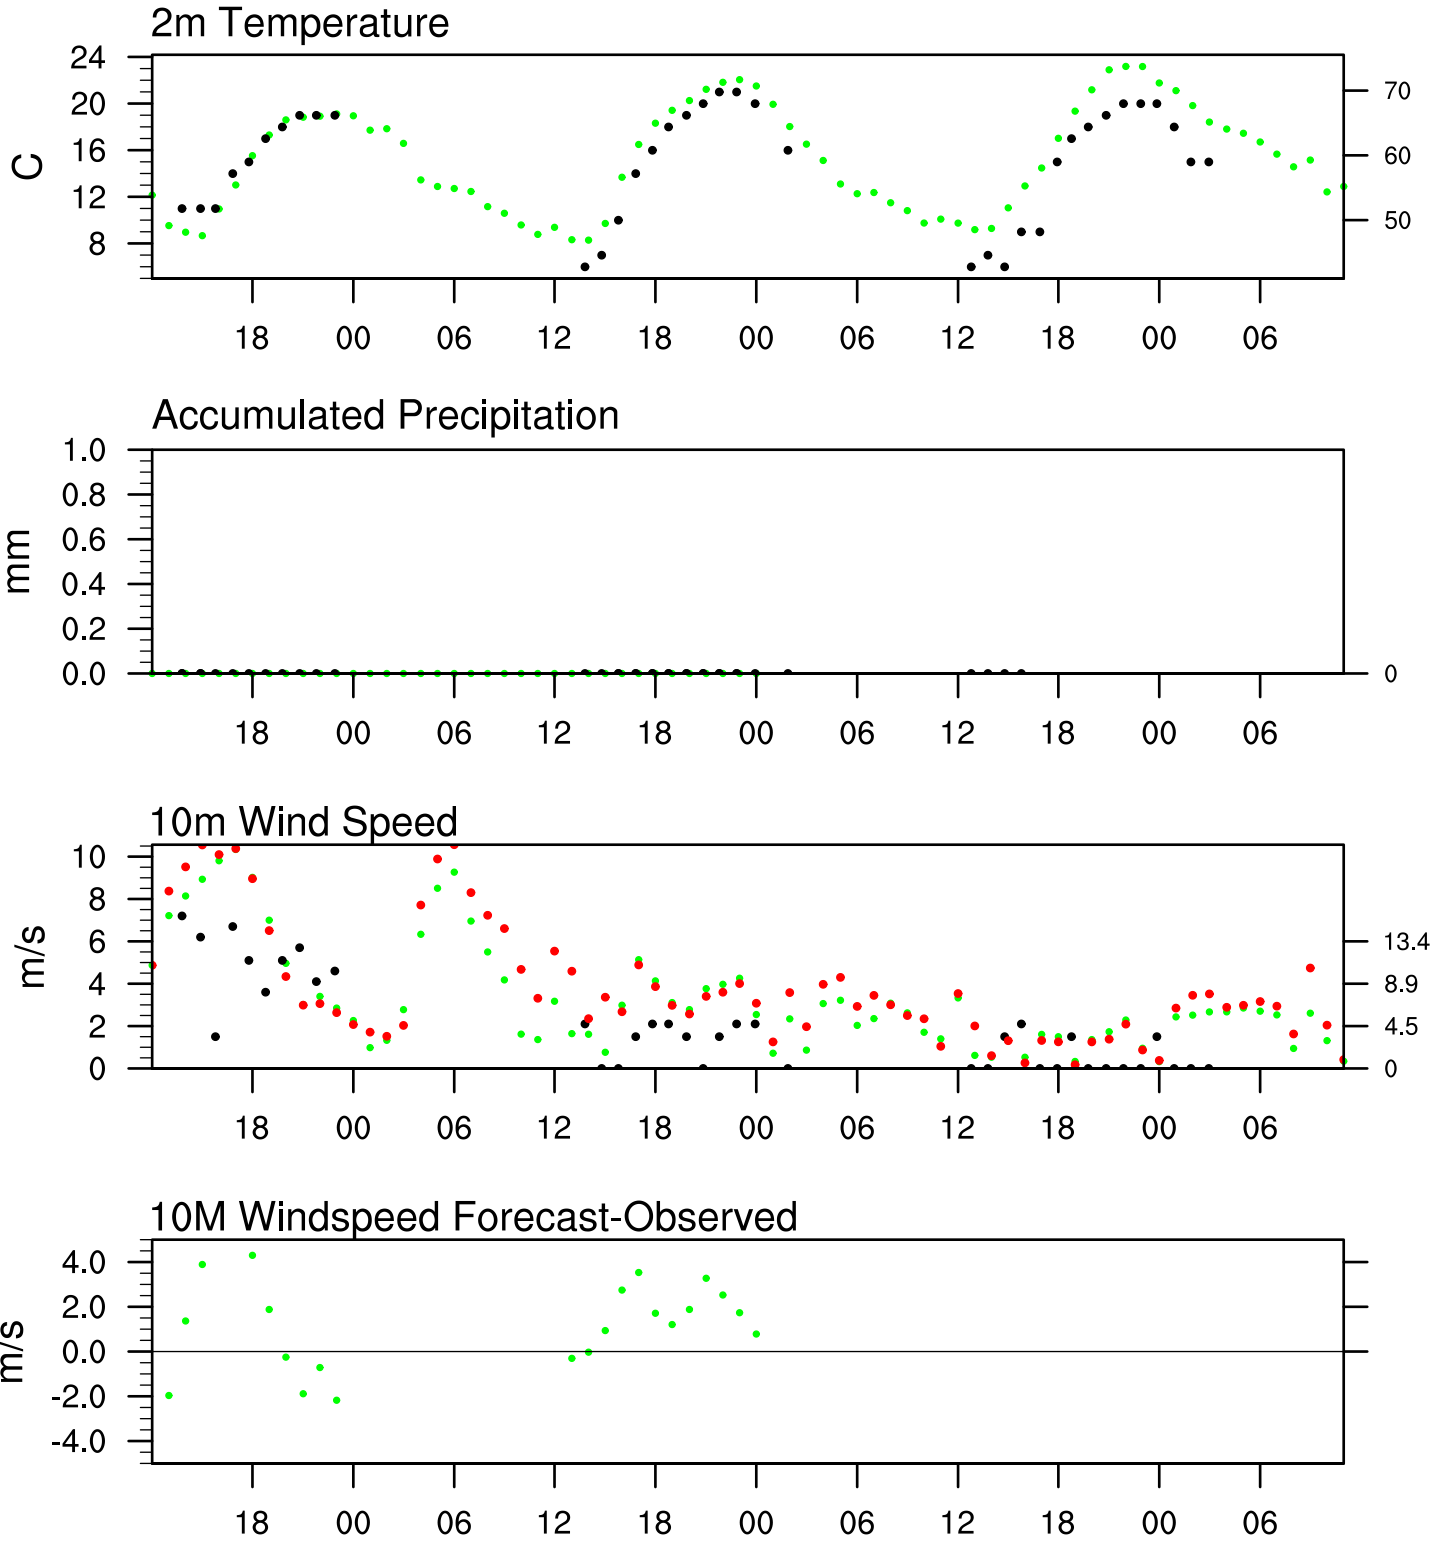 2m Temperature
24
20
16
12
8
C
70
60
50
18 00 06 12 18 00 06 12 18 00 06
Accumulated Precipitation
1.0
0.8
0.6
0.4
0.2
0.0
mm
0
18 00 06 12 18 00 06 12 18 00 06
10m Wind Speed
10
8
6
4
2
0
m/s
13.4
8.9
4.5
0
18 00 06 12 18 00 06 12 18 00 06
10M Windspeed Forecast-Observed
4.0
2.0
0.0
-2.0
-4.0
m/s
18 00 06 12 18 00 06 12 18 00 06